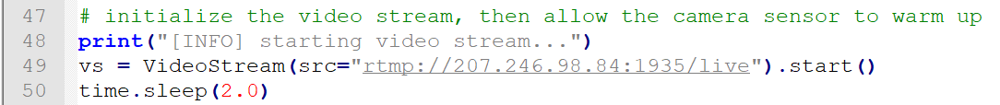 47 # initialize the video stream, then allow the camera sensor to warm up
48 print("[INFO] starting video stream...")
49 vs = VideoStream(src="rtmp://207.246.98.84:1935/live").start()
50 time.sleep(2.0)